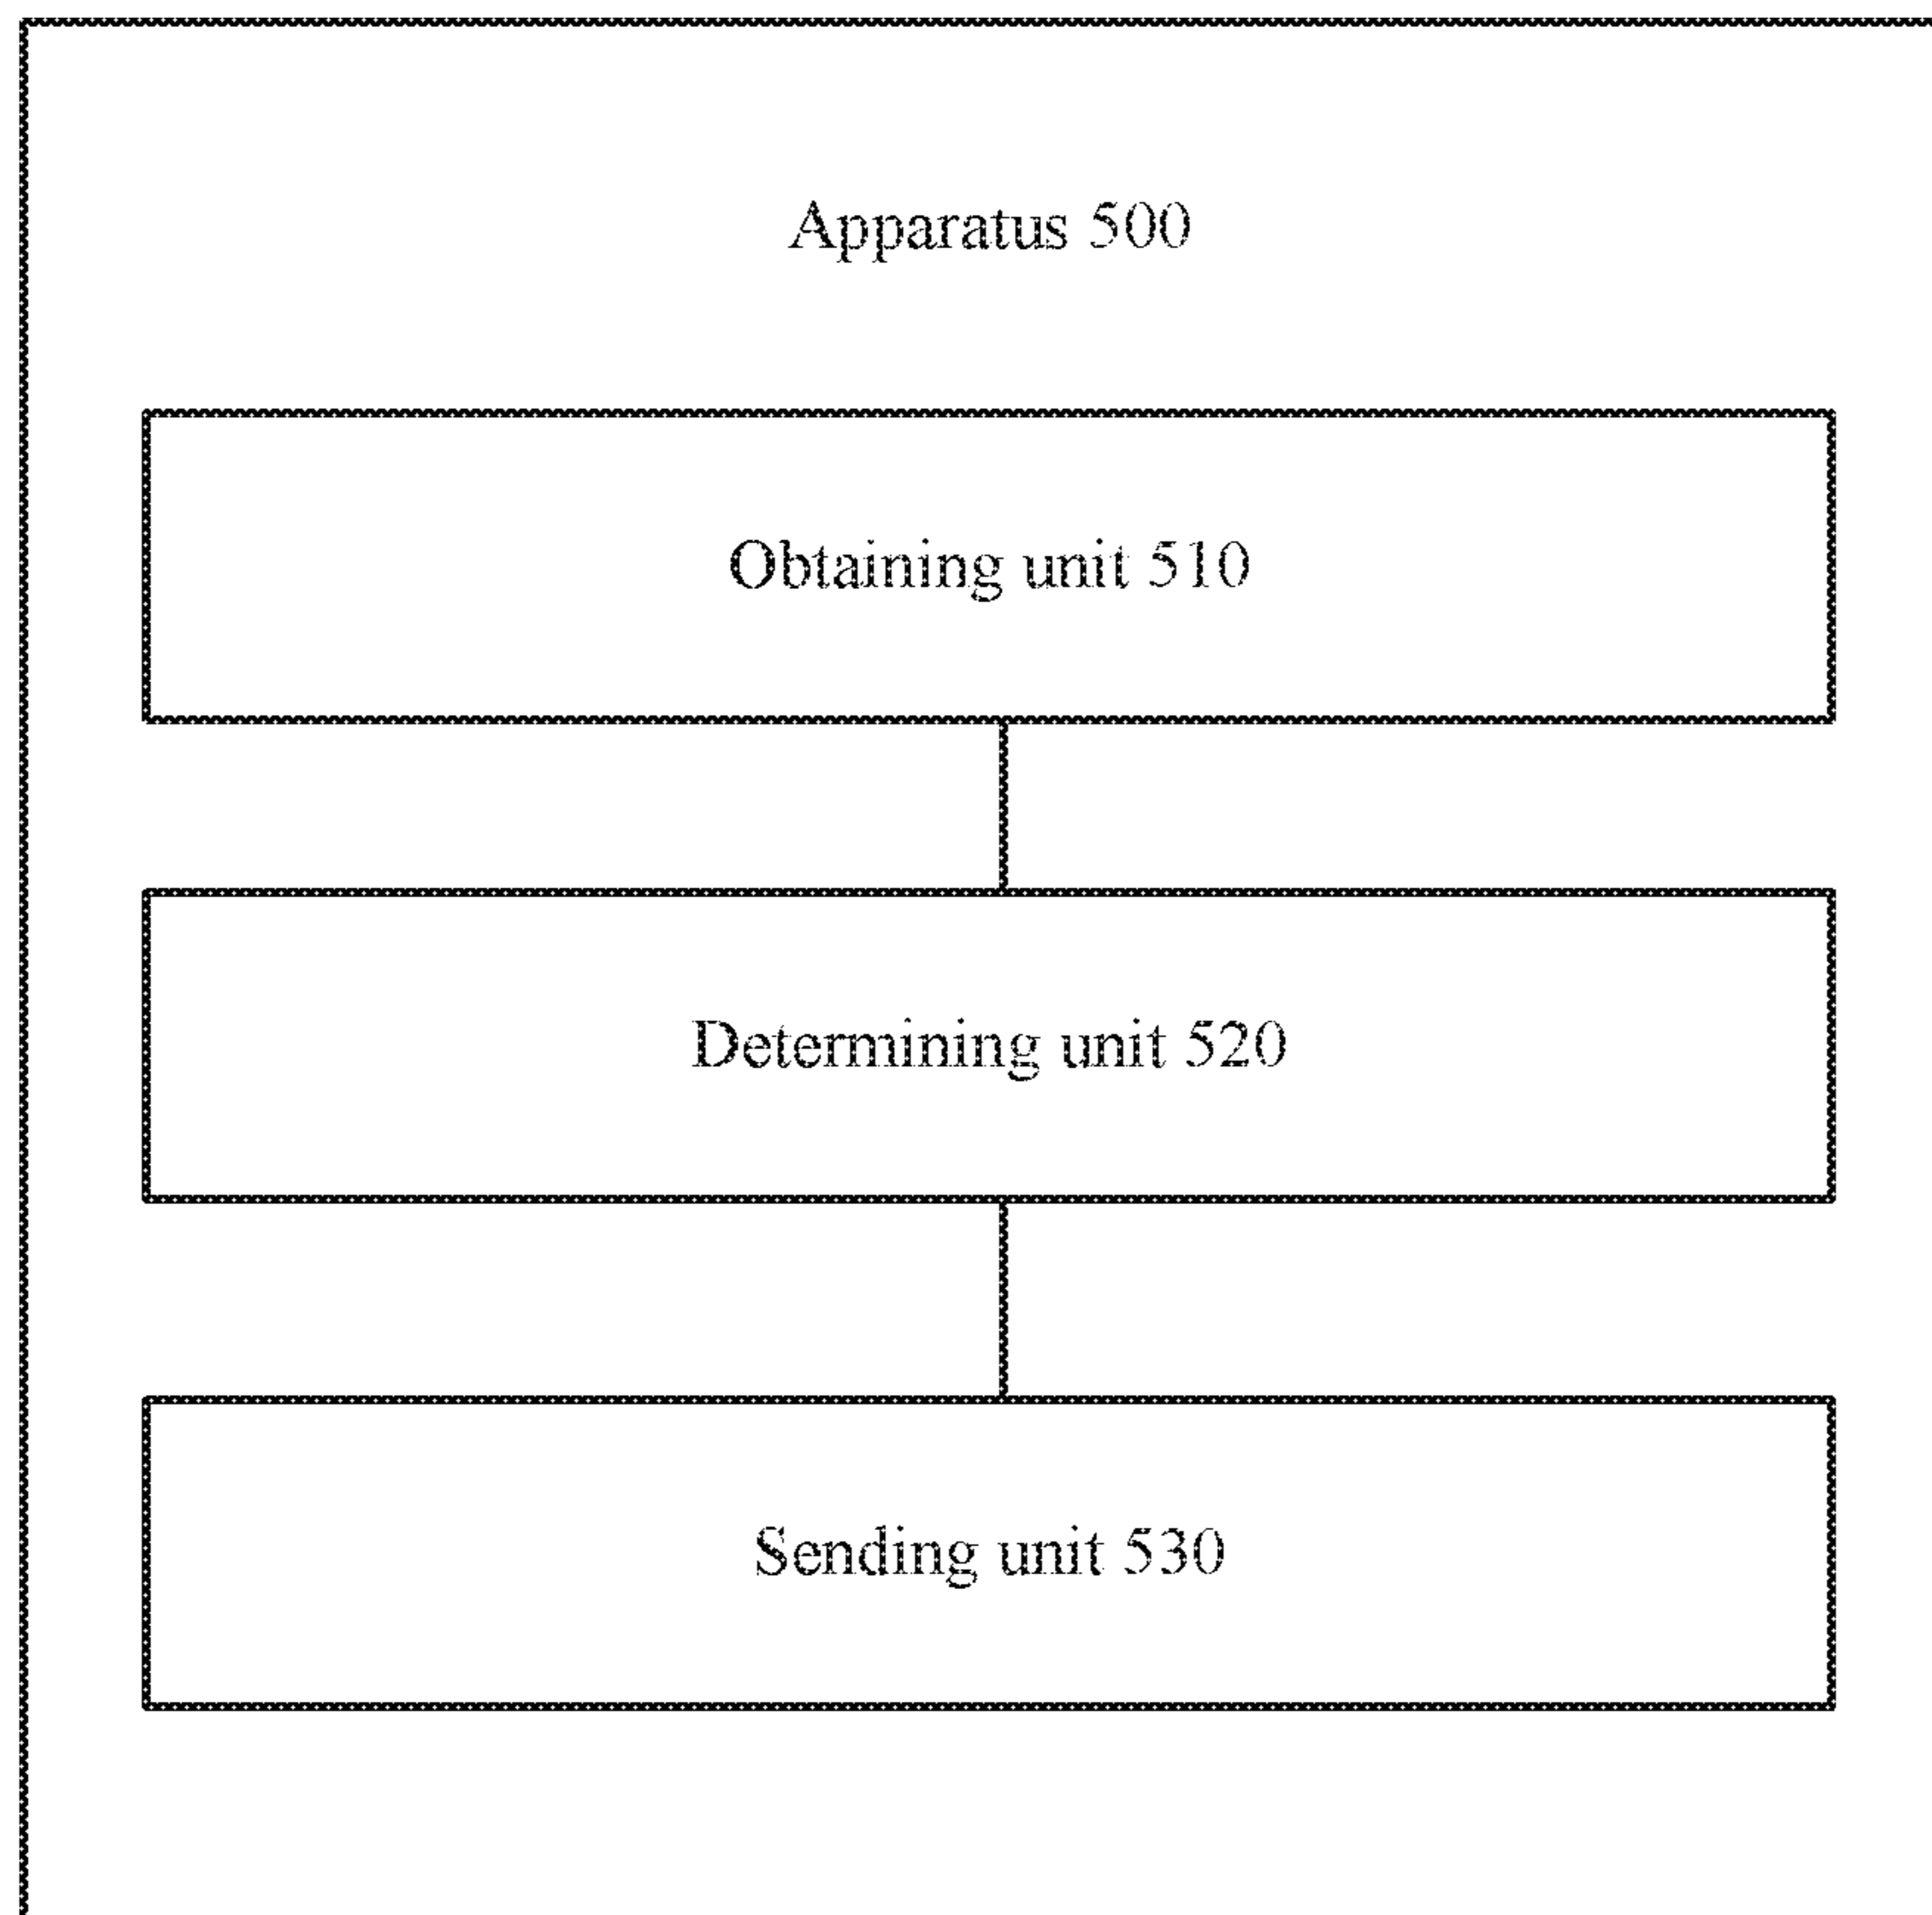 Apparatus 500
Obtaining unit 510
Determining unit 520
Sending unit 530